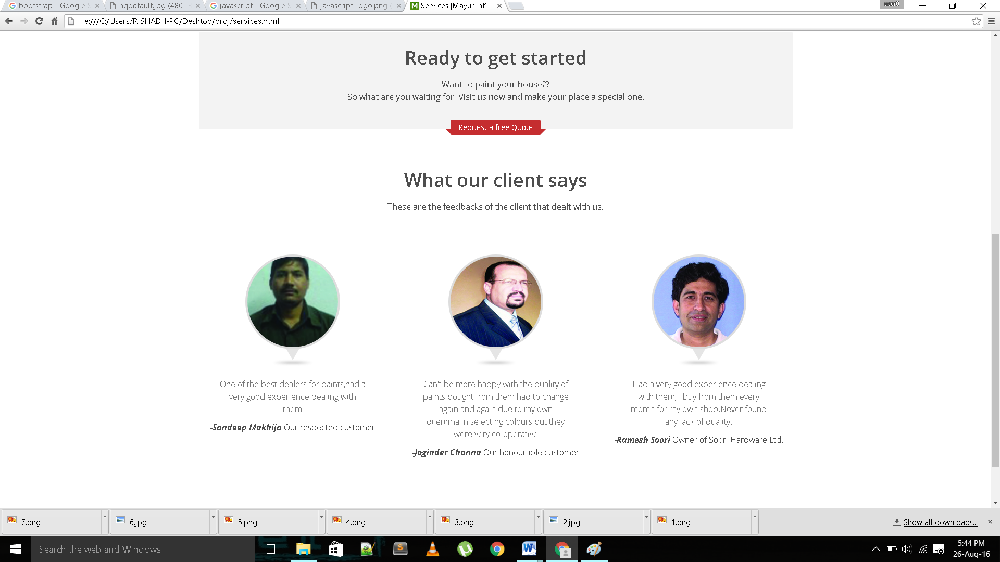 bootstrap - Google S
hqdefault.jpg (480×3
javascript - Google S
javascript_logo.png (
Services |Mayur Int'l
user0
file:///C:/Users/RISHABH-PC/Desktop/proj/services.html
Ready to get started
Want to paint your house??
So what are you waiting for, Visit us now and make your place a special one.
Request a free Quote
What our client says
These are the feedbacks of the client that dealt with us.
One of the best dealers for paints,had a
very good experience dealing with
them
-Sandeep Makhija Our respected customer
Can't be more happy with the quality of
paints bought from them had to change
again and again due to my own
dilemma in selecting colours but they
were very co-operative
-Joginder Channa Our honourable customer
Had a very good experience dealing
with them, I buy from them every
month for my own shop.Never found
any lack of quality.
-Ramesh Soori Owner of Soori Hardware Ltd.
7.png
6.jpg
5.png
4.png
3.png
2.jpg
1.png
Show all downloads...
Search the web and Windows
5:44 PM
26-Aug-16